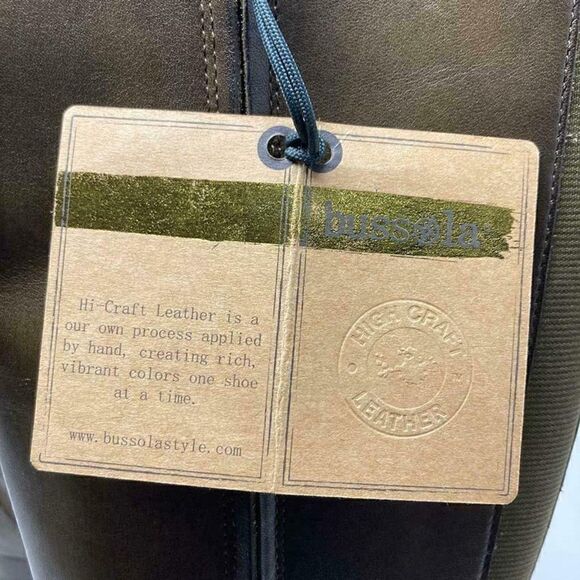 Hi-Craft Leather is a
our own process applied
by hand, creating rich,
vibrant colors one shoe
at a time.
www.bussolastyle.com
bussola
HIGH CRAFT
LEATHER